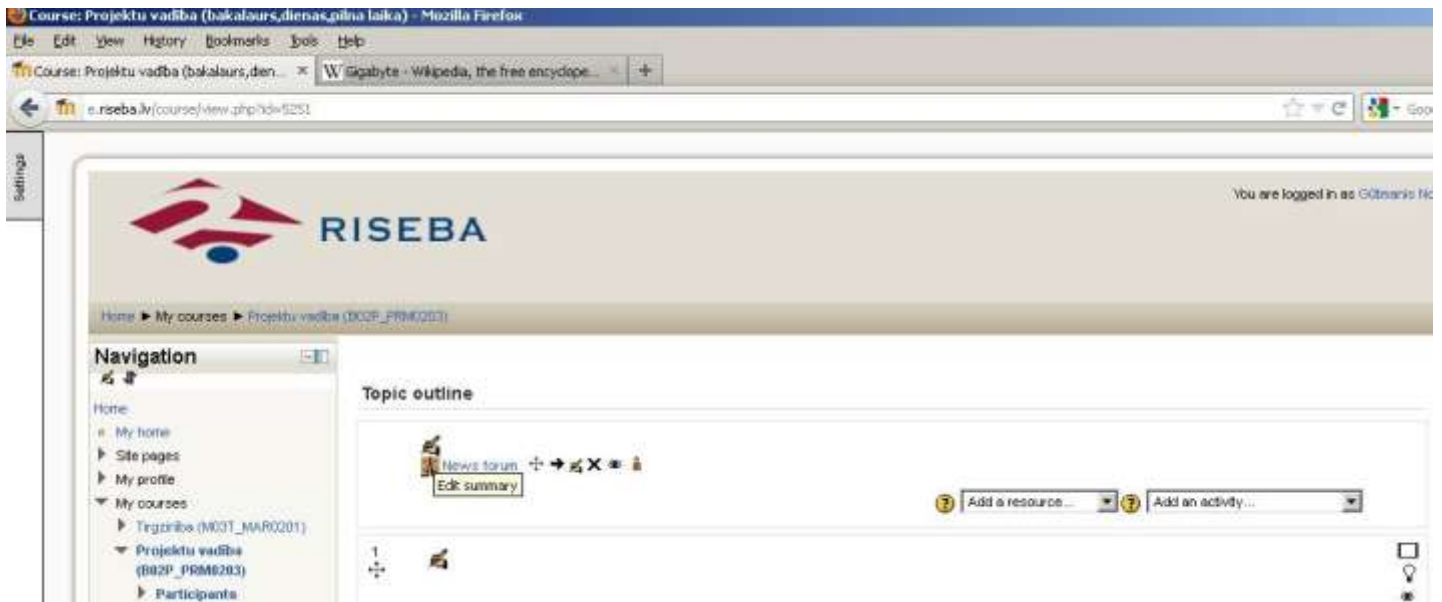 Course: Projektu vadība (bakalaurs,dienas,pilna laika) - Mozilla Firefox
File Edit View History Bookmarks Tools Help
Course: Projektu vadība (bakalaurs,dien... × W Gigabyte - Wikipedia, the free encyclope... × +
e.riseba.lv/course/view.php?id=5251
Settings
You are logged in as
RISEBA
Home ► My courses ► Projektu vadība (B02P_PRM0203)
Navigation
Home
My home
Site pages
My profile
My courses
Tirgzinība (M03T_MAR0201)
Projektu vadība
(B02P_PRM0203)
Participants
Topic outline
News forum
Edit summary
Add a resource... Add an activity...
1